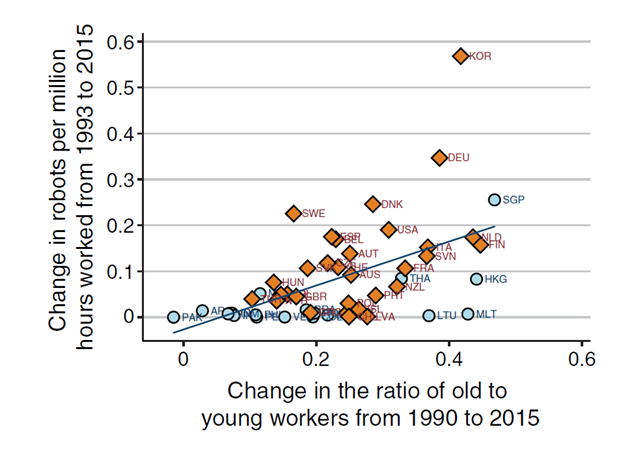 Change in robots per million
hours worked from 1993 to 2015
0.6
0.5
0.4
0.3
0.2
0.1
0
KOR
DEU
DNK
SGP
SWE
USA
ESP
BEL
NLD
FIN
ITA
AUT
SVN
FRA
AUS
THA
HKG
HUN
NZL
PRT
GBR
LVA
LTU
MLT
PAK
0
0.2
0.4
0.6
Change in the ratio of old to
young workers from 1990 to 2015